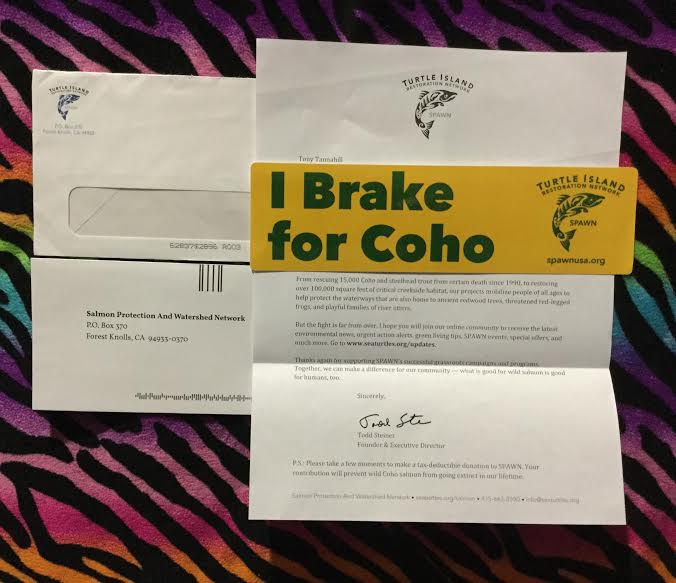 TURTLE ISLAND
RESTORATION NETWORK
SPAWN
P.O. Box 370
Forest Knolls, CA 94933
Salmon Protection And Watershed Network
P.O. Box 370
Forest Knolls, CA 94933-0370
TURTLE ISLAND
RESTORATION NETWORK
SPAWN
Tony Tannahill
I Brake
for Coho
TURTLE ISLAND
RESTORATION NETWORK
SPAWN
spawnusa.org
From rescuing 15,000 Coho and steelhead trout from certain death since 1990, to restoring
over 100,000 square feet of critical creekside habitat, our projects mobilize people of all ages to
help protect the waterways that are also home to ancient redwood trees, threatened red-legged
frogs, and playful families of river otters.
But the fight is far from over. I hope you will join our online community to receive the latest
environmental news, urgent action alerts, green living tips, SPAWN events, special offers, and
much more. Go to www.seaturtles.org/updates.
Thanks again for supporting SPAWN's successful grassroots campaigns and programs.
Together, we can make a difference for our community — what is good for wild salmon is good
for humans, too.
Sincerely,
Todd Steiner
Founder & Executive Director
P.S.: Please take a few moments to make a tax-deductible donation to SPAWN. Your
contribution will prevent wild Coho salmon from going extinct in our lifetime.
Salmon Protection And Watershed Network • seaturtles.org/salmon • info@seaturtles.org